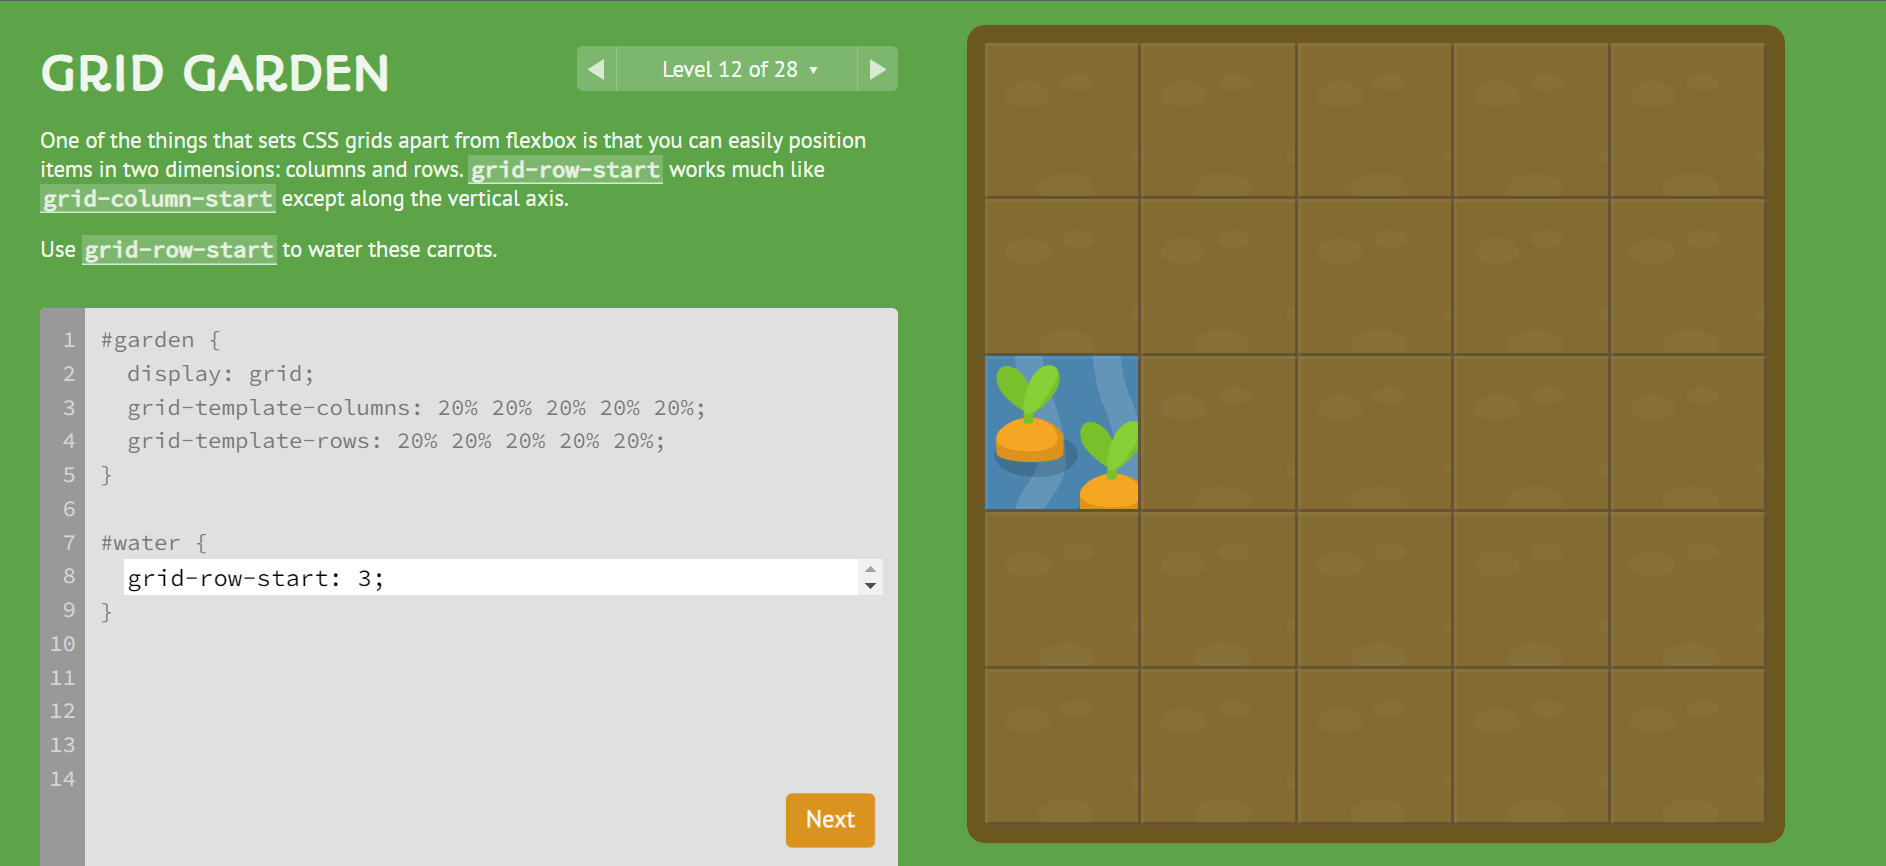 GRID GARDEN
Level 12 of 28
One of the things that sets CSS grids apart from flexbox is that you can easily position
items in two dimensions: columns and rows. grid-row-start works much like
grid-column-start except along the vertical axis.
Use grid-row-start to water these carrots.
1 #garden {
2 display: grid;
3 grid-template-columns: 20% 20% 20% 20% 20%;
4 grid-template-rows: 20% 20% 20% 20% 20%;
5 }
6
7 #water {
8 grid-row-start: 3;
9 }
10
11
12
13
14
Next